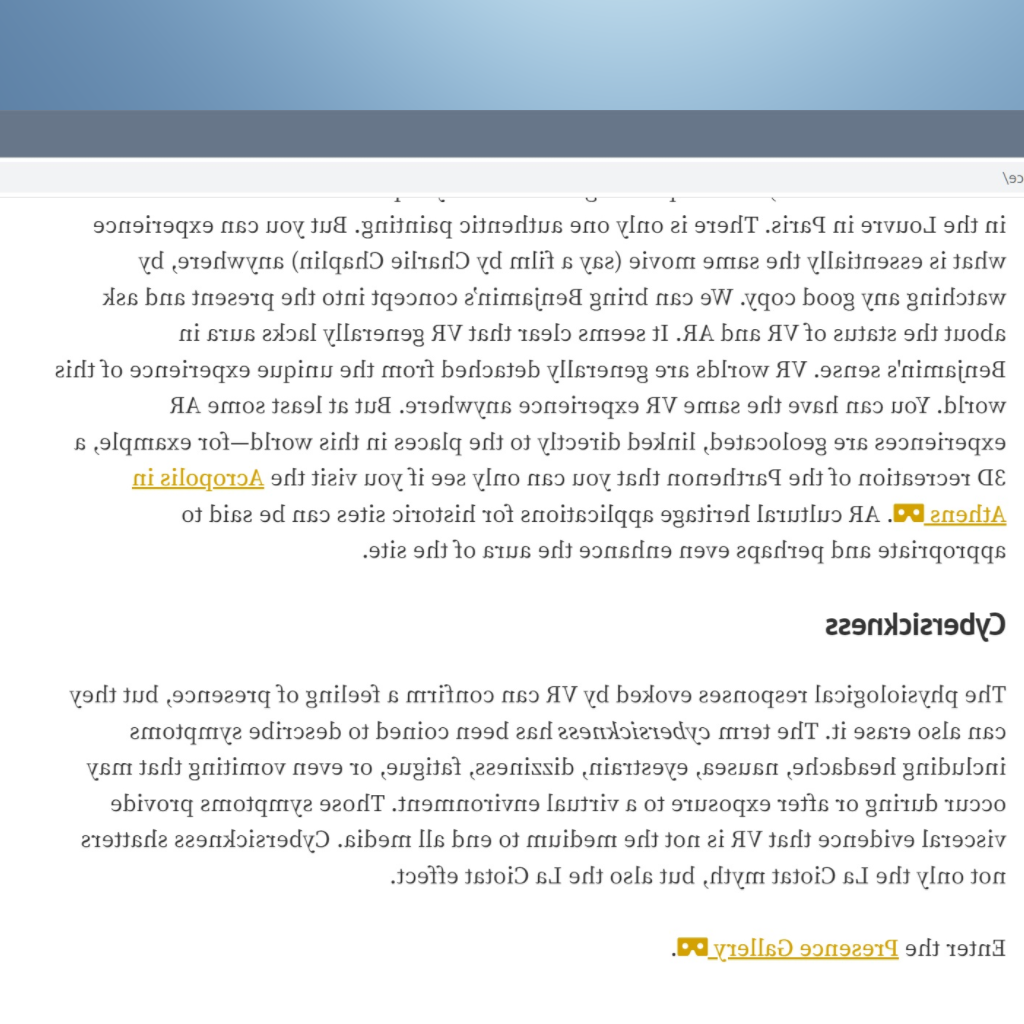 ce/
in the Louvre in Paris. There is only one authentic painting. But you can experience
what is essentially the same movie (say a film by Charlie Chaplin) anywhere, by
watching any good copy. We can bring Benjamin's concept into the present and ask
about the status of VR and AR. It seems clear that VR generally lacks aura in
Benjamin's sense. VR worlds are generally detached from the unique experience of this
world. You can have the same VR experience anywhere. But at least some AR
experiences are geolocated, linked directly to the places in this world—for example, a
3D recreation of the Parthenon that you can only see if you visit the Acropolis in
Athens. AR cultural heritage applications for historic sites can be said to
appropriate and perhaps even enhance the aura of the site.
Cybersickness
The physiological responses evoked by VR can confirm a feeling of presence, but they
can also erase it. The term cybersickness has been coined to describe symptoms
including headache, nausea, eyestrain, dizziness, fatigue, or even vomiting that may
occur during or after exposure to a virtual environment. Those symptoms provide
visceral evidence that VR is not the medium to end all media. Cybersickness shatters
not only the La Ciotat myth, but also the La Ciotat effect.
Enter the Presence Gallery.